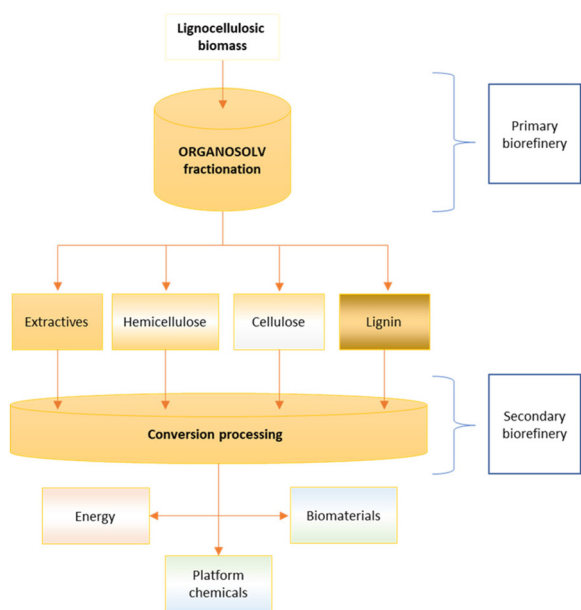 Lignocellulosic
biomass
ORGANOSOLV
fractionation
Primary
biorefinery
Extractives
Hemicellulose
Cellulose
Lignin
Conversion processing
Secondary
biorefinery
Energy
Biomaterials
Platform
chemicals